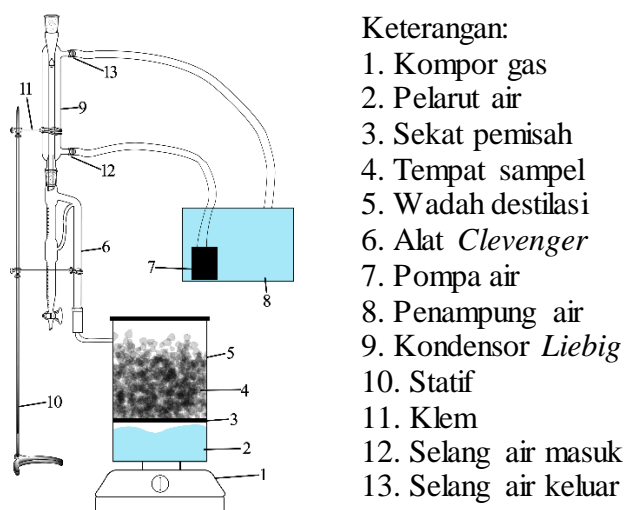 13
11
9
12
6
7
8
5
4
10
3
2
1
Keterangan:
1. Kompor gas
2. Pelarut air
3. Sekat pemisah
4. Tempat sampel
5. Wadah destilasi
6. Alat Clevenger
7. Pompa air
8. Penampung air
9. Kondensor Liebig
10. Statif
11. Klem
12. Selang air masuk
13. Selang air keluar